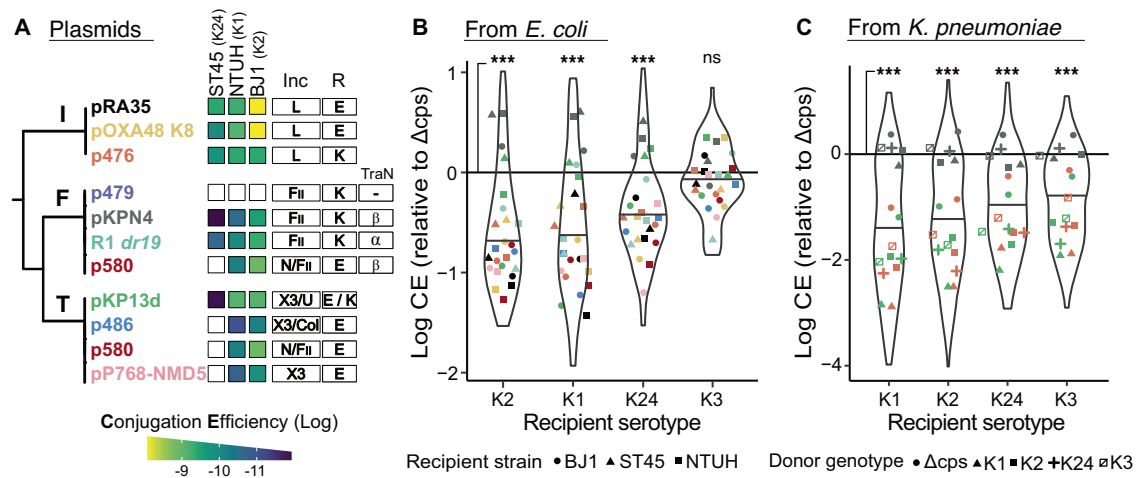 A Plasmids
ST45 (K24)
NTUH (K1)
BJ1 (K2)
Inc R
I
pRA35 L E
pOXA48 K8 L E
p476 L K
TraN
F
p479 FII K -
pKPN4 FII K β
R1 dr19 FII K α
p580 N/FII E β
T
pKP13d X3/U E / K
p486 X3/Col E
p580 N/FII E
pP768-NMD5 X3 E
Conjugation Efficiency (Log)
-9 -10 -11
B From E. coli
*** *** *** ns
Log CE (relative to Δcps)
1
0
-1
-2
K2 K1 K24 K3
Recipient serotype
Recipient strain BJ1 ST45 NTUH
C From K. pneumoniae
*** *** *** ***
Log CE (relative to Δcps)
0
−2
−4
K1 K2 K24 K3
Recipient serotype
Donor genotype Δcps K1 K2 K24 K3